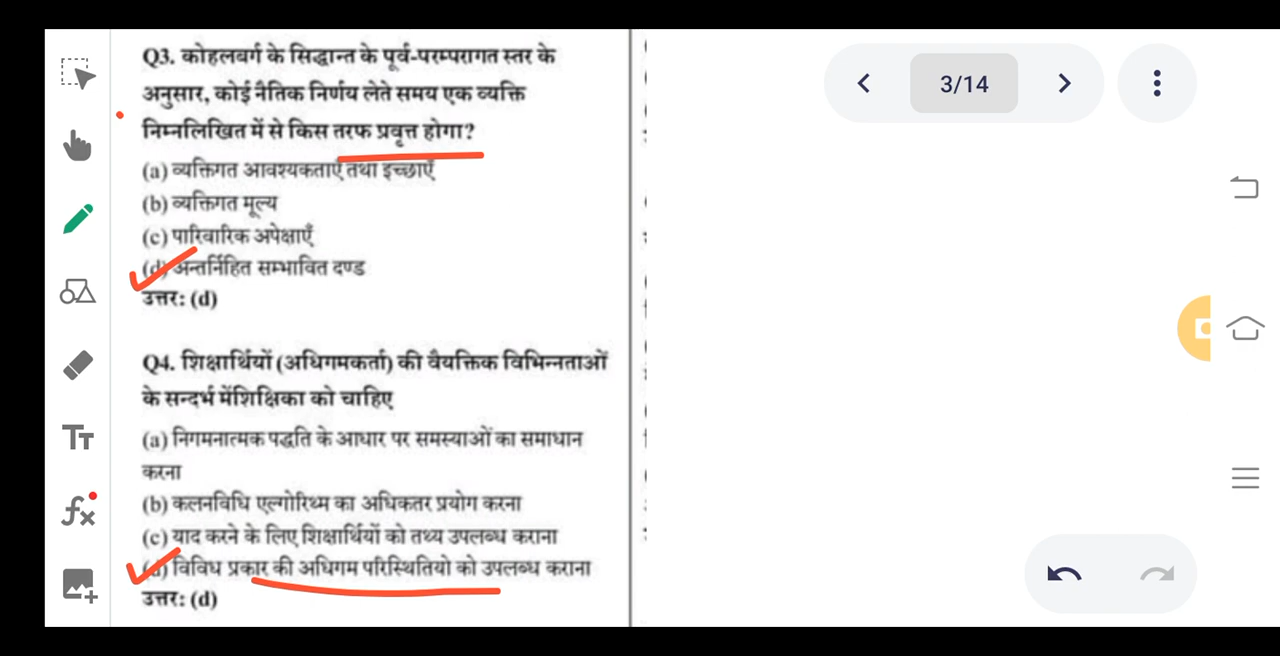 Q3. कोहलबर्ग के सिद्धान्त के पूर्व-परम्परागत स्तर के
अनुसार, कोई नैतिक निर्णय लेते समय एक व्यक्ति
निम्नलिखित में से किस तरफ प्रवृत्त होगा?
(a) व्यक्तिगत आवश्यकताएँ तथा इच्छाएँ
(b) व्यक्तिगत मूल्य
(c) पारिवारिक अपेक्षाएँ
(d) अन्तर्निहित सम्भावित दण्ड
उत्तर: (d)
Q4. शिक्षार्थियों (अधिगमकर्ता) की वैयक्तिक विभिन्नताओं
के सन्दर्भ मेंशिक्षिका को चाहिए
(a) निगमनात्मक पद्धति के आधार पर समस्याओं का समाधान
करना
(b) कलनविधि एल्गोरिथ्म का अधिकतर प्रयोग करना
(c) याद करने के लिए शिक्षार्थियों को तथ्य उपलब्ध कराना
(d) विविध प्रकार की अधिगम परिस्थितियो को उपलब्ध कराना
उत्तर: (d)
3/14
TT
fx